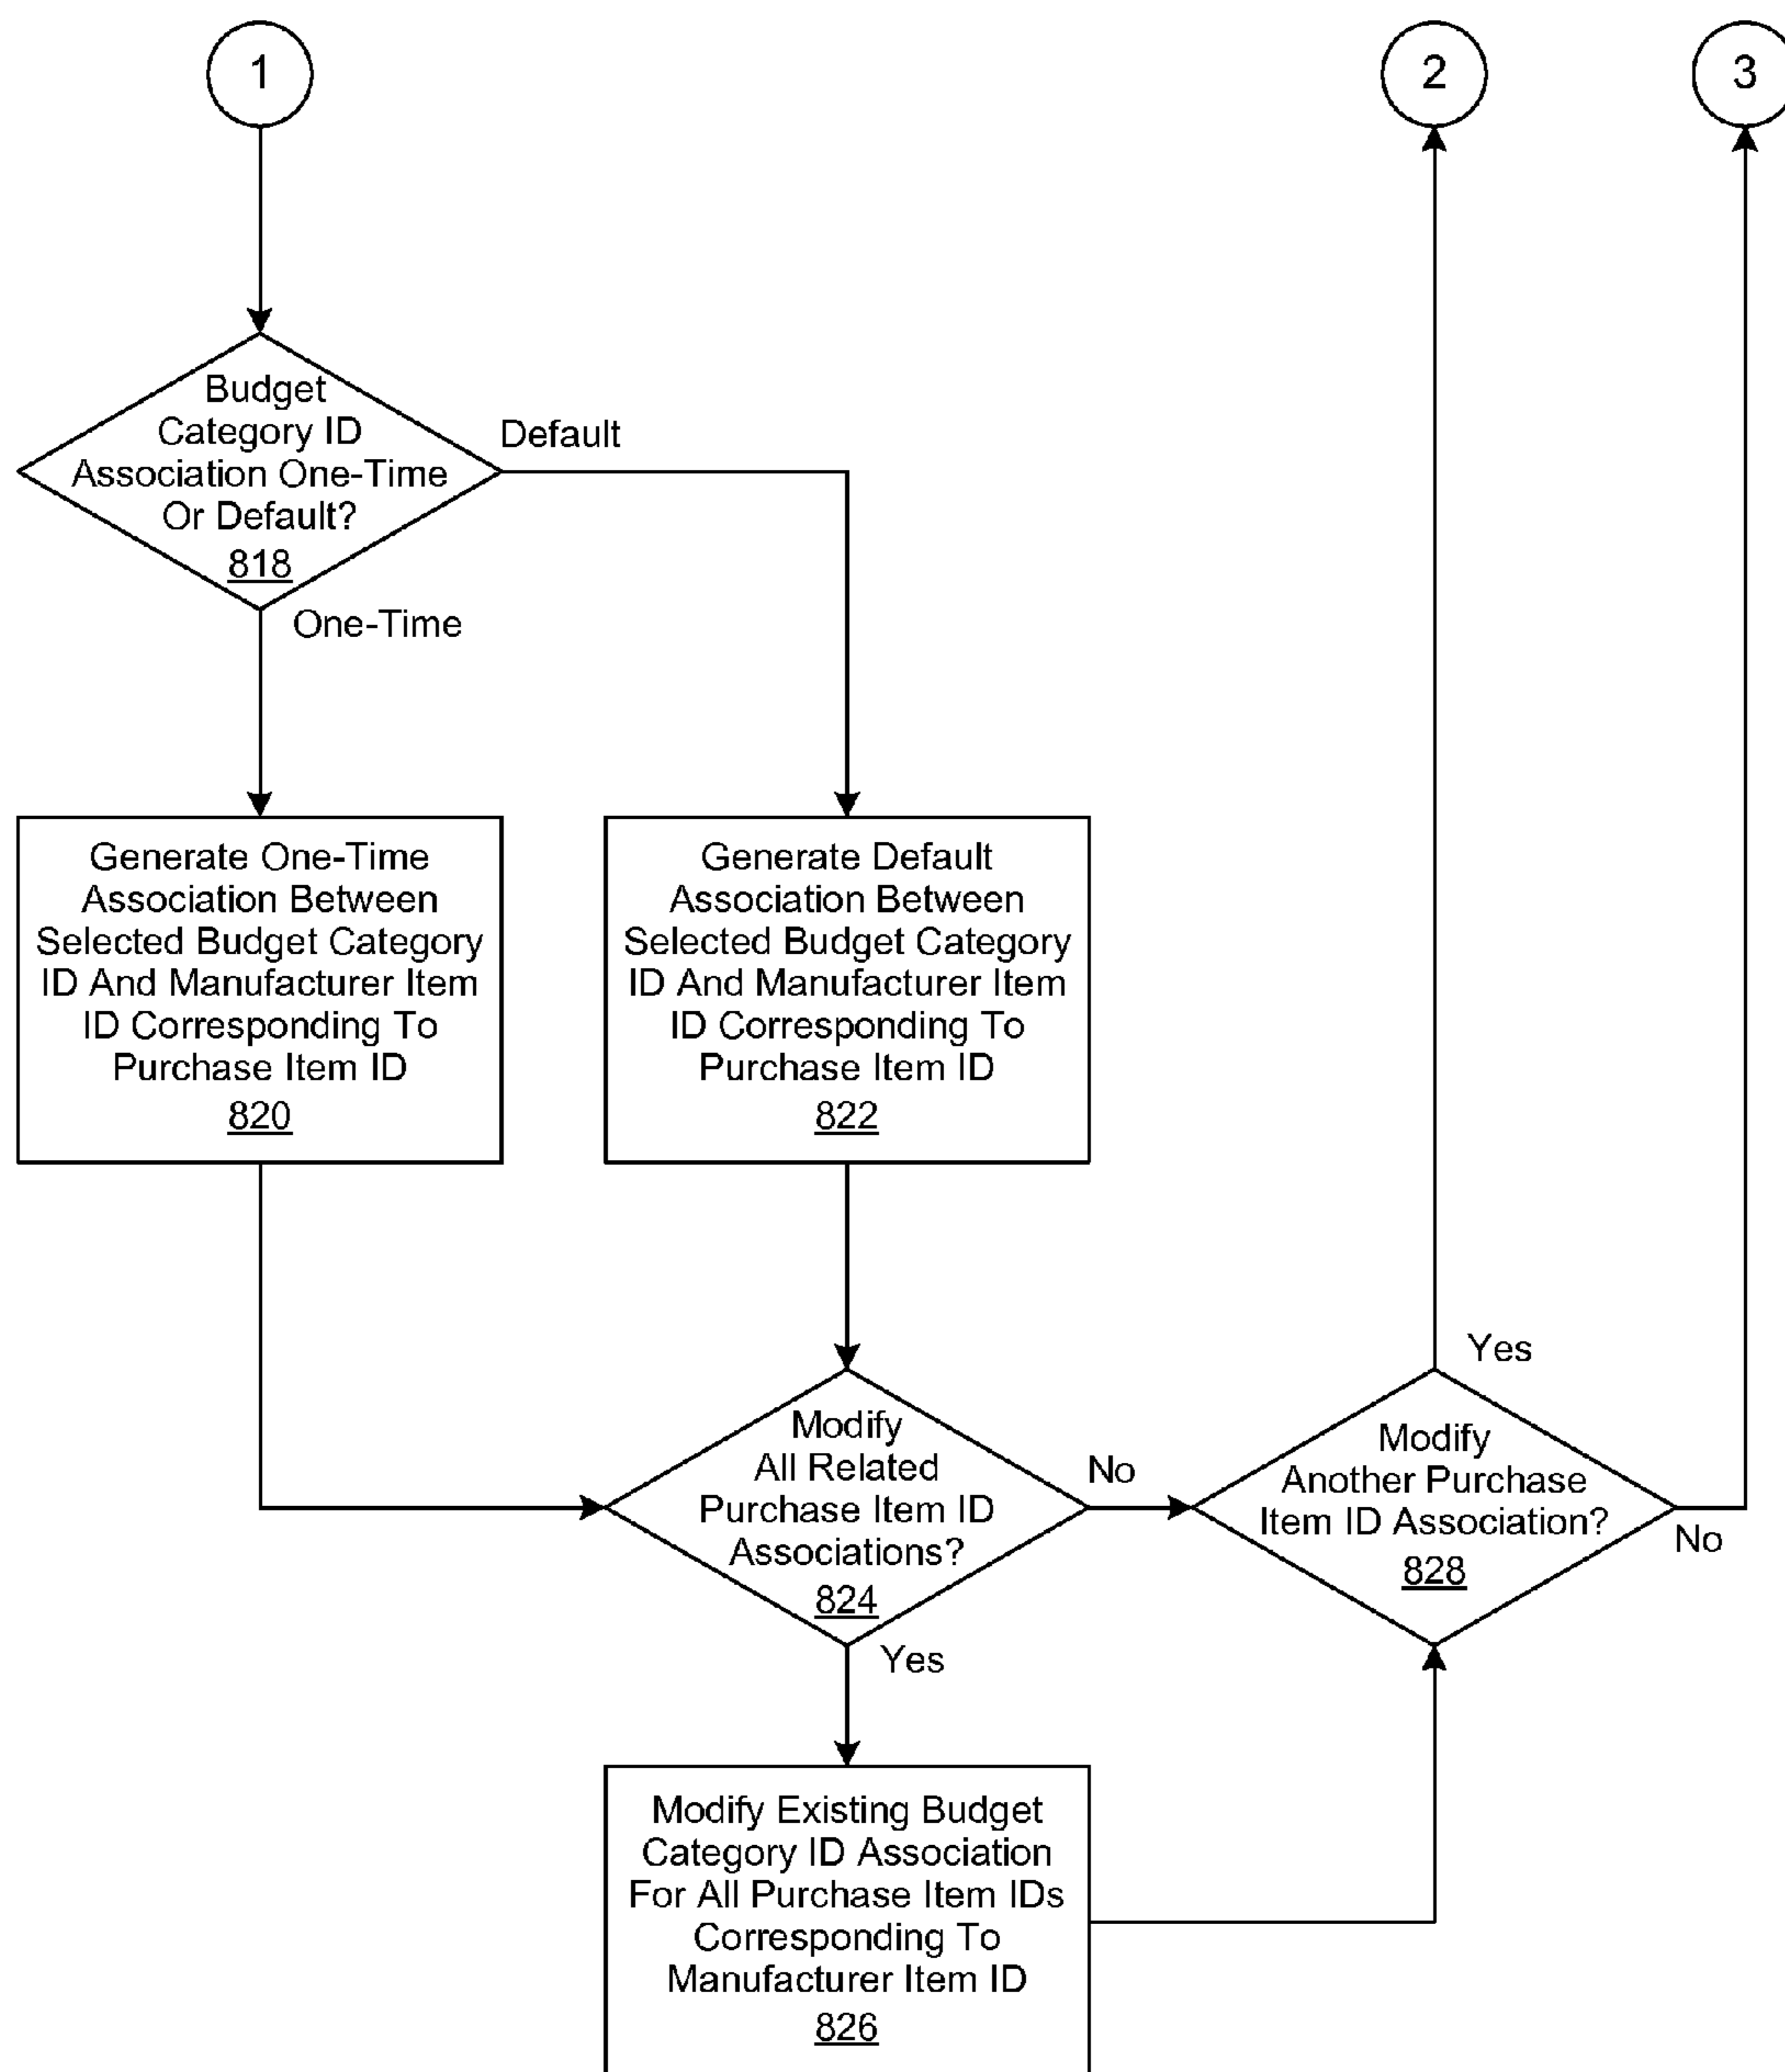 1
2
3
Budget
Category ID
Association One-Time
Or Default?
818
Default
One-Time
Generate One-Time
Association Between
Selected Budget Category
ID And Manufacturer Item
ID Corresponding To
Purchase Item ID
820
Generate Default
Association Between
Selected Budget Category
ID And Manufacturer Item
ID Corresponding To
Purchase Item ID
822
Modify
All Related
Purchase Item ID
Associations?
824
No
Yes
Modify
Another Purchase
Item ID Association?
828
Yes
No
Modify Existing Budget
Category ID Association
For All Purchase Item IDs
Corresponding To
Manufacturer Item ID
826